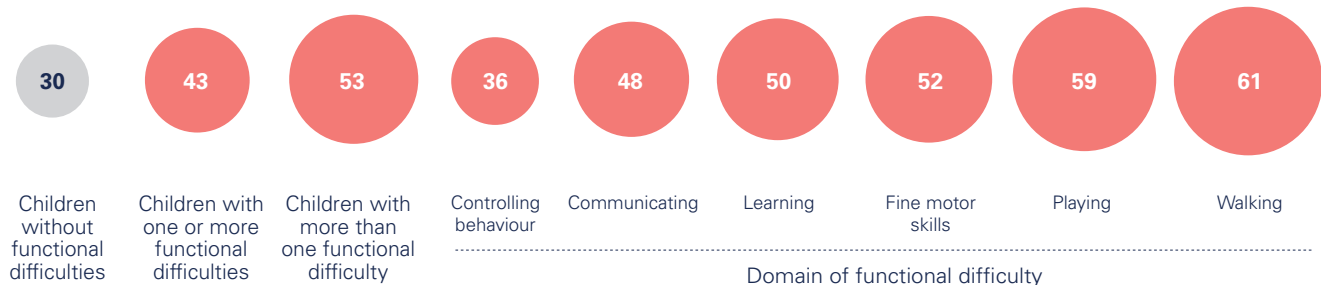 30
43
53
36
48
50
52
59
61
Children
without
functional
difficulties
Children with
one or more
functional
difficulties
Children with
more than
one functional
difficulty
Controlling
behaviour
Communicating
Learning
Fine motor
skills
Playing
Walking
Domain of functional difficulty